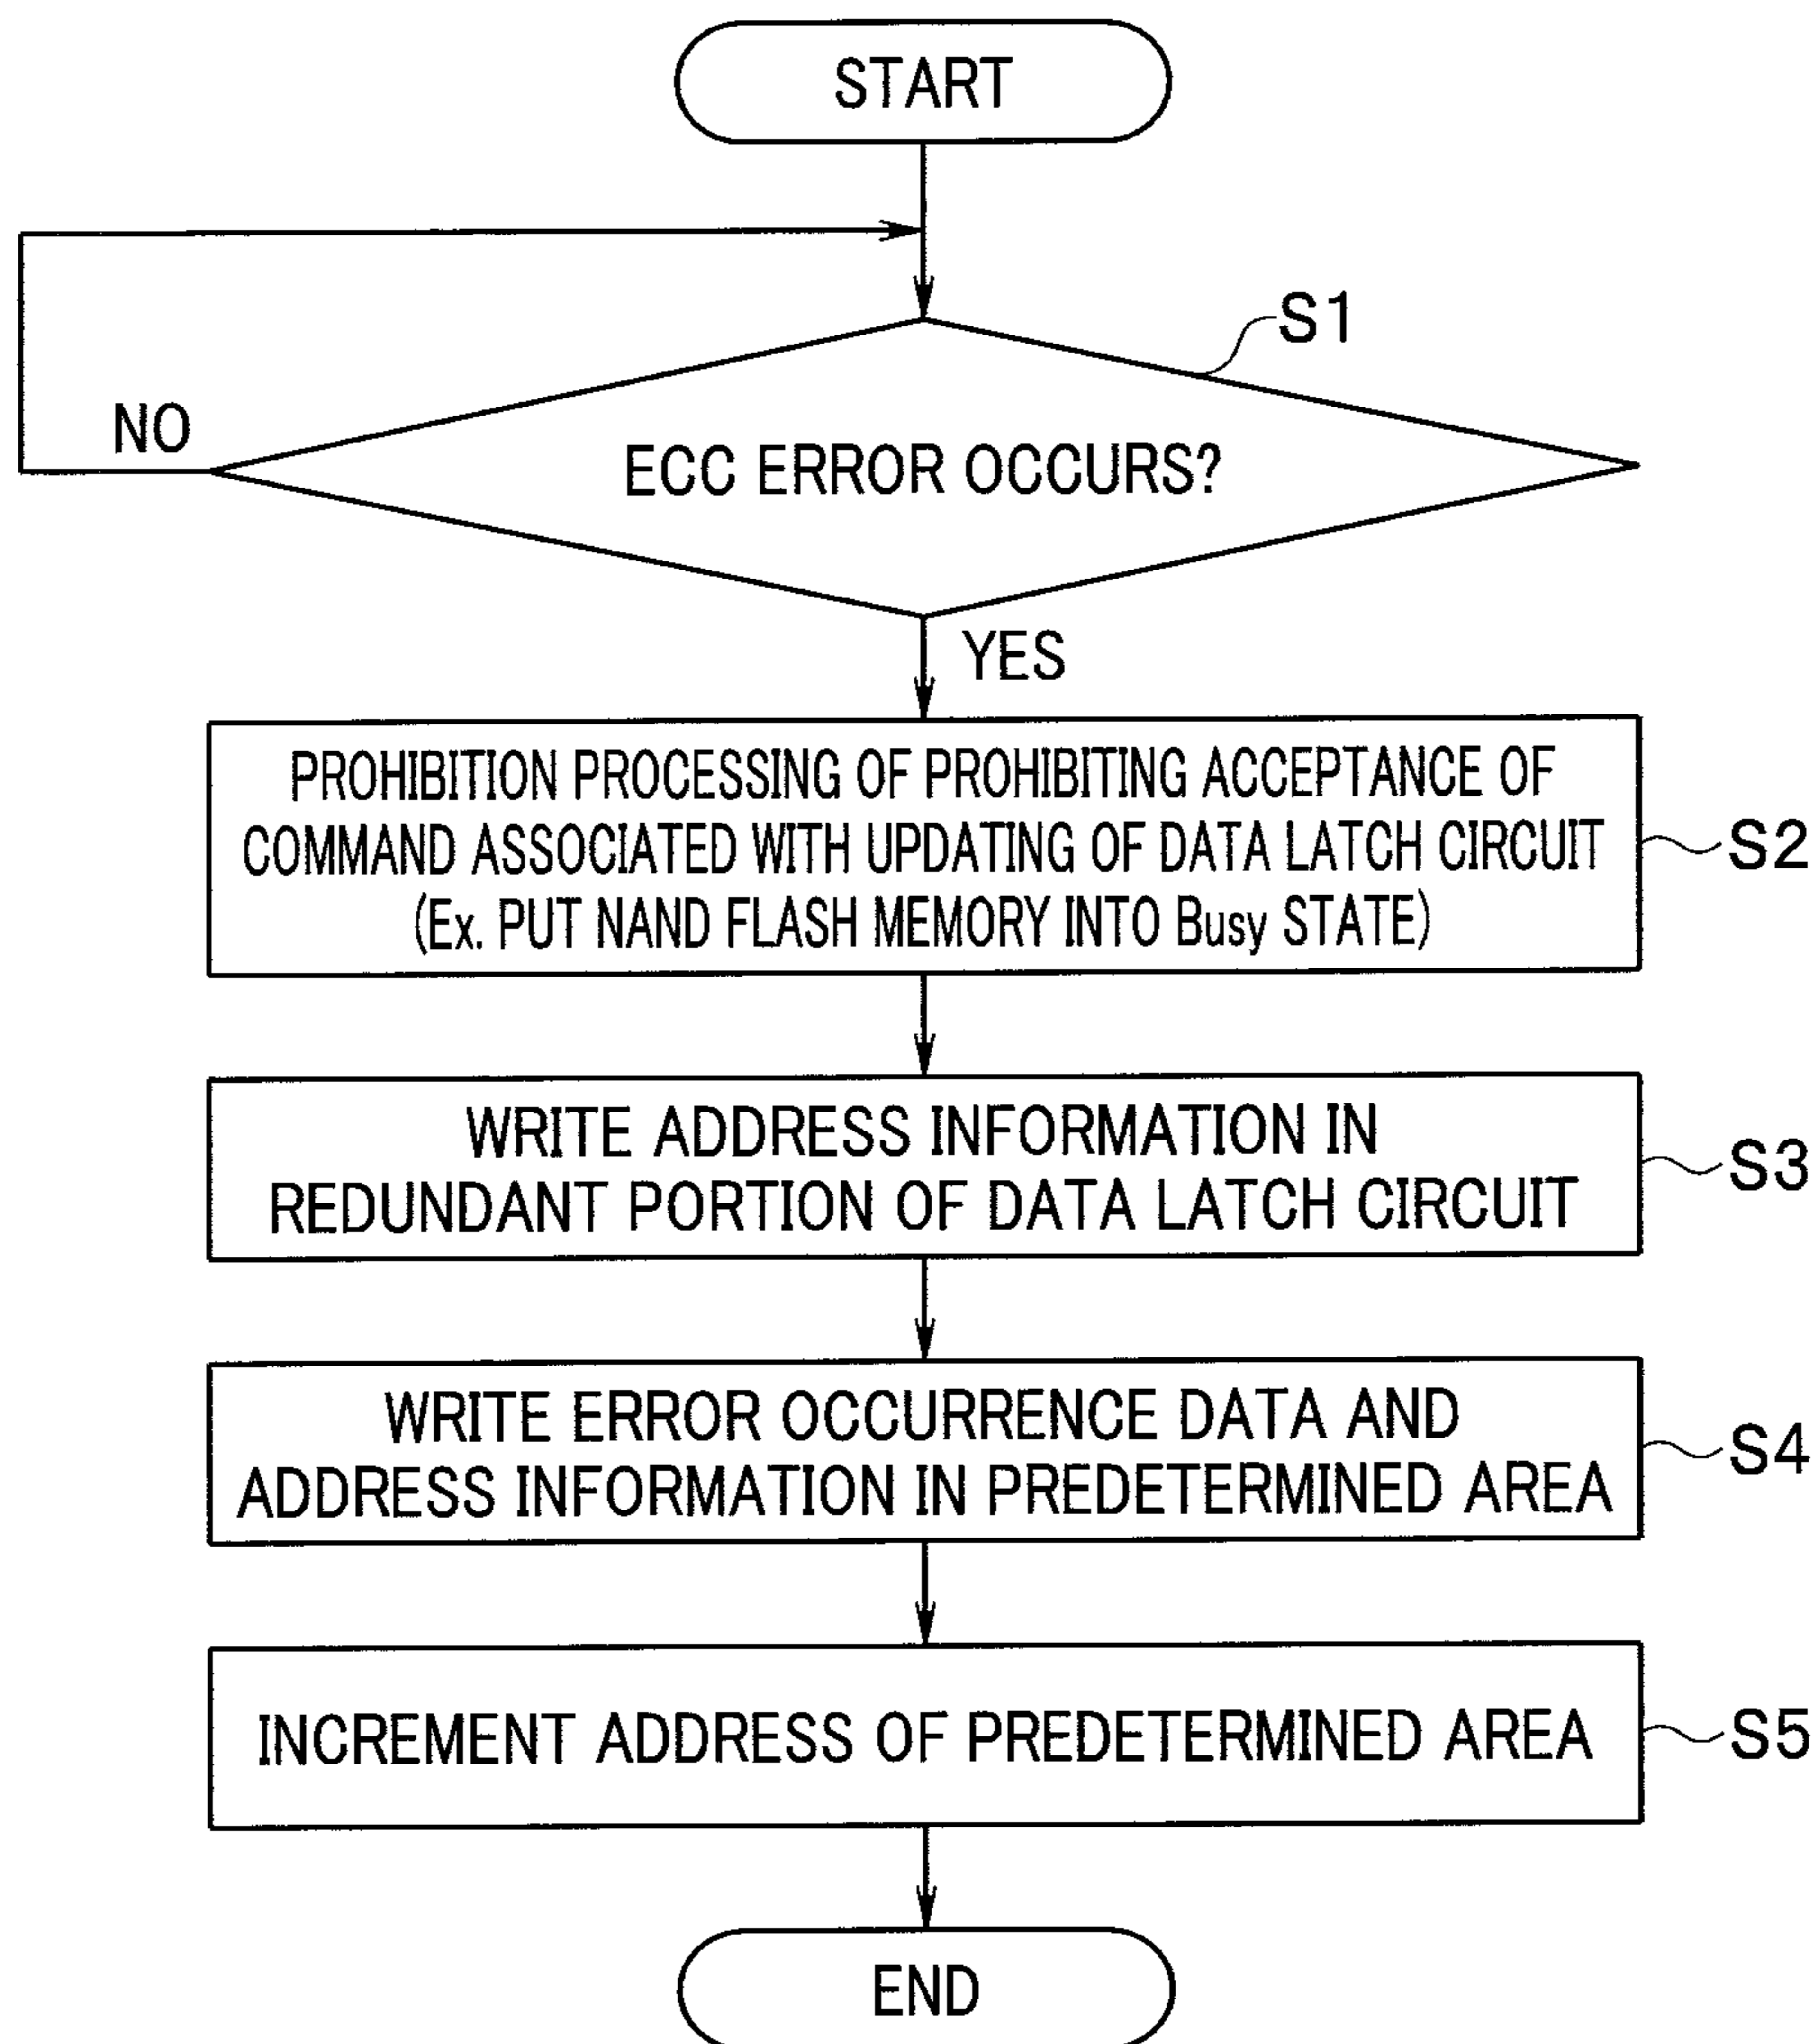 START
S1
NO
ECC ERROR OCCURS?
YES
PROHIBITION PROCESSING OF PROHIBITING ACCEPTANCE OF
COMMAND ASSOCIATED WITH UPDATING OF DATA LATCH CIRCUIT
(Ex. PUT NAND FLASH MEMORY INTO Busy STATE)
S2
WRITE ADDRESS INFORMATION IN
REDUNDANT PORTION OF DATA LATCH CIRCUIT
S3
WRITE ERROR OCCURRENCE DATA AND
ADDRESS INFORMATION IN PREDETERMINED AREA
S4
INCREMENT ADDRESS OF PREDETERMINED AREA
S5
END